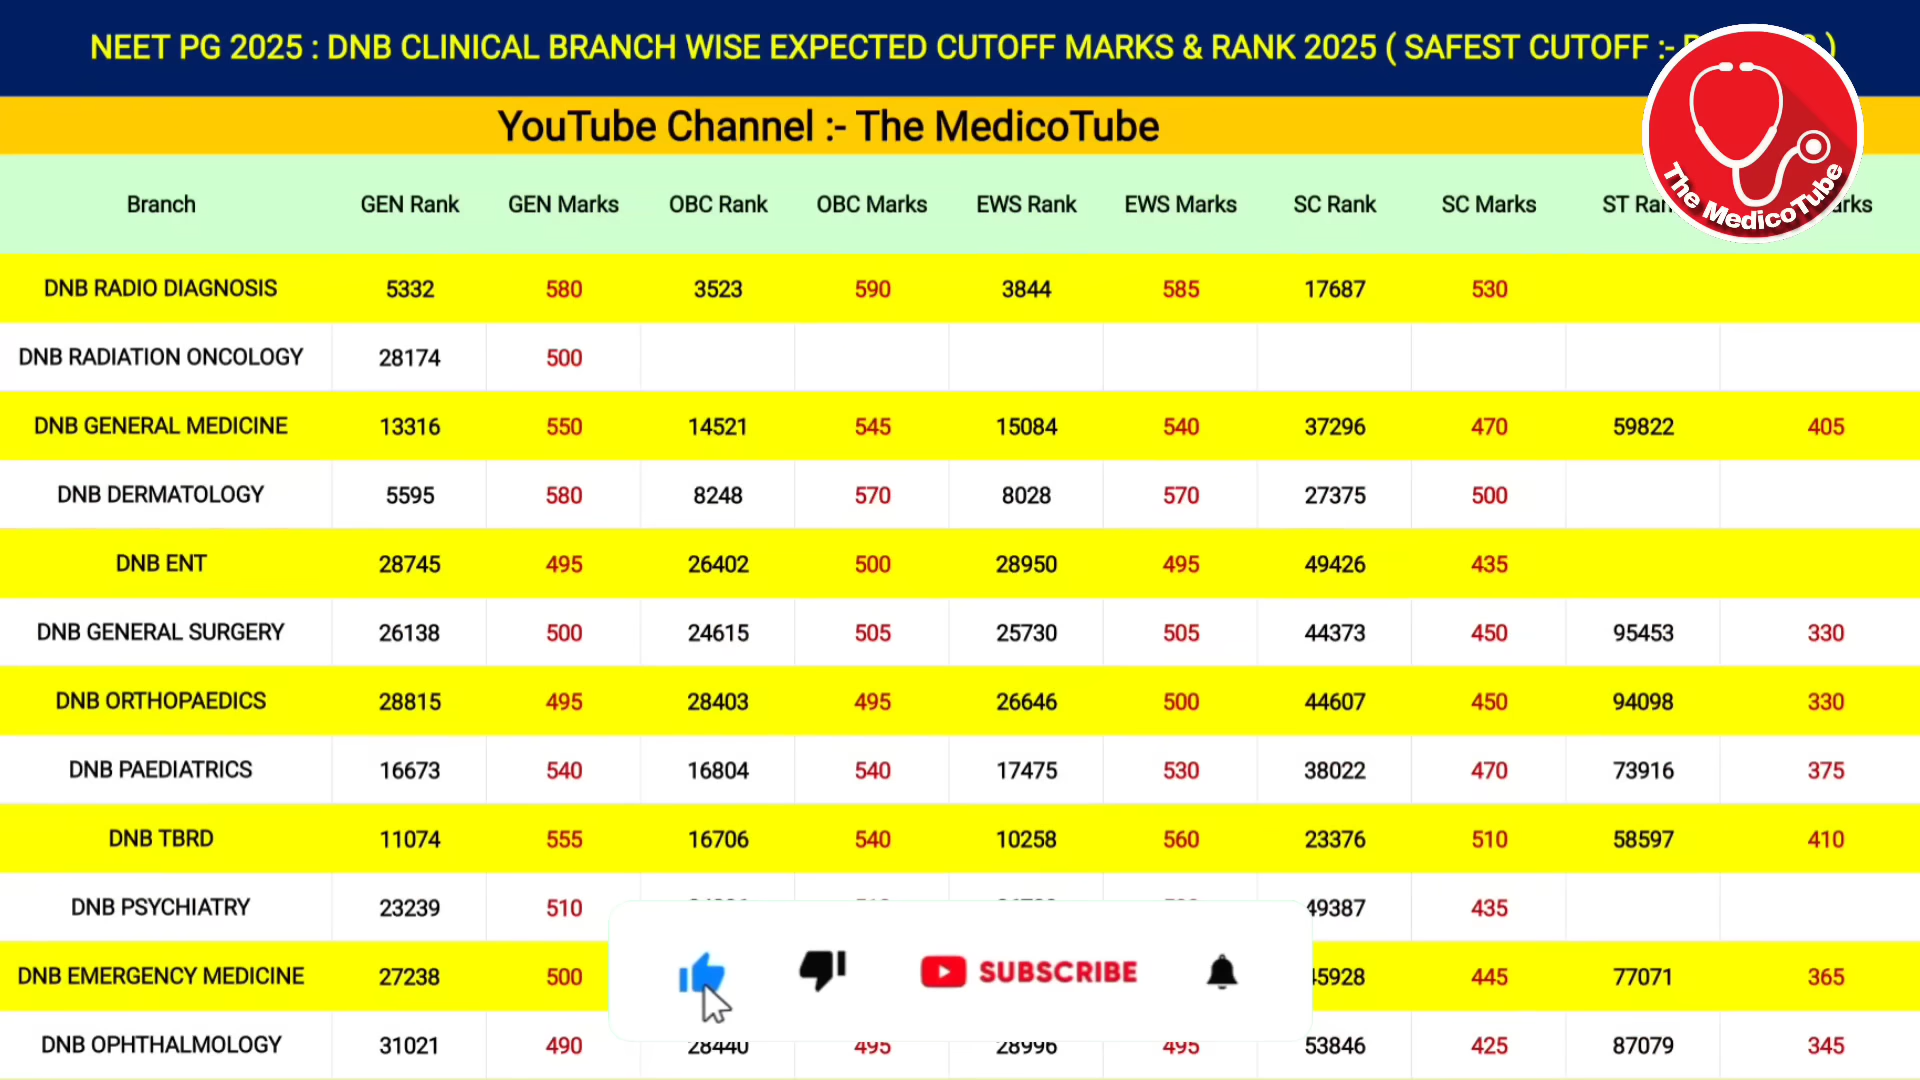 NEET PG 2025 : DNB CLINICAL BRANCH WISE EXPECTED CUTOFF MARKS & RANK 2025 ( SAFEST CUTOFF :- )
YouTube Channel :- The MedicoTube
The MedicoTube
Branch GEN Rank GEN Marks OBC Rank OBC Marks EWS Rank EWS Marks SC Rank SC Marks ST
DNB RADIO DIAGNOSIS 5332 580 3523 590 3844 585 17687 530
DNB RADIATION ONCOLOGY 28174 500
DNB GENERAL MEDICINE 13316 550 14521 545 15084 540 37296 470 59822 405
DNB DERMATOLOGY 5595 580 8248 570 8028 570 27375 500
DNB ENT 28745 495 26402 500 28950 495 49426 435
DNB GENERAL SURGERY 26138 500 24615 505 25730 505 44373 450 95453 330
DNB ORTHOPAEDICS 28815 495 28403 495 26646 500 44607 450 94098 330
DNB PAEDIATRICS 16673 540 16804 540 17475 530 38022 470 73916 375
DNB TBRD 11074 555 16706 540 10258 560 23376 510 58597 410
DNB PSYCHIATRY 23239 510 49387 435
DNB EMERGENCY MEDICINE 27238 500 445 77071 365
SUBSCRIBE
DNB OPHTHALMOLOGY 31021 490 28440 495 28996 495 53846 425 87079 345